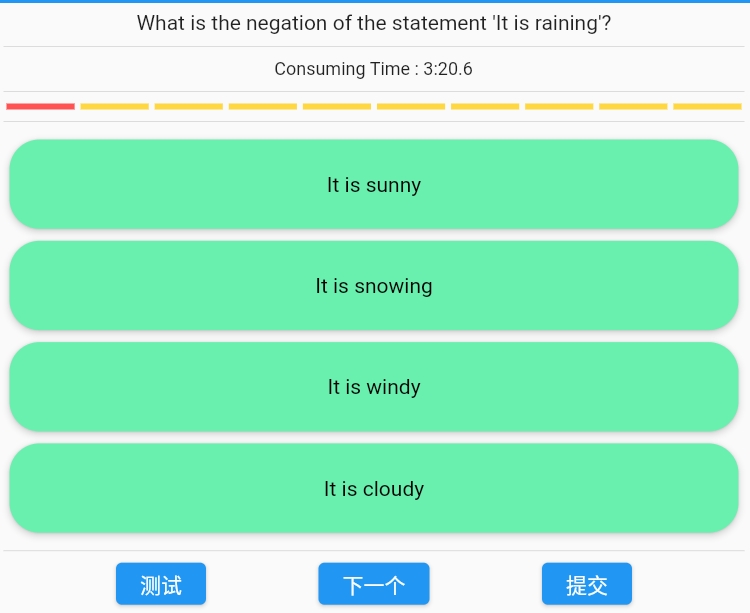 What is the negation of the statement 'It is raining'?
Consuming Time : 3:20.6
It is sunny
It is snowing
It is windy
It is cloudy
测试 下一个 提交